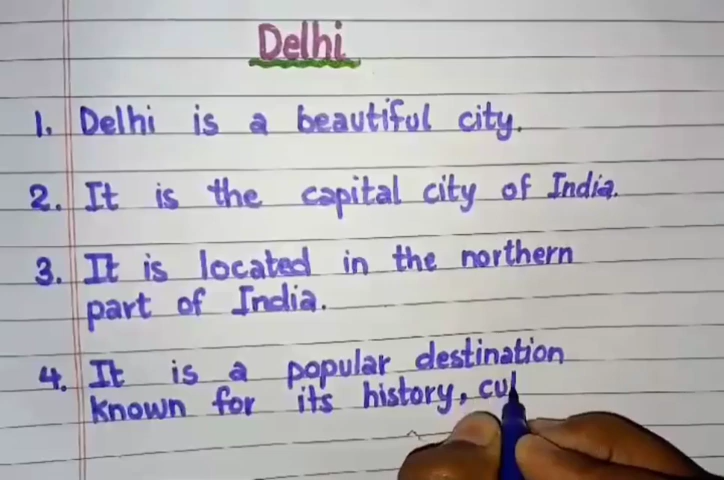 Delhi
1. Delhi is a beautiful city.
2. It is the capital city of India.
3. It is located in the northern
part of India.
4. It is a popular destination
known for its history, cul